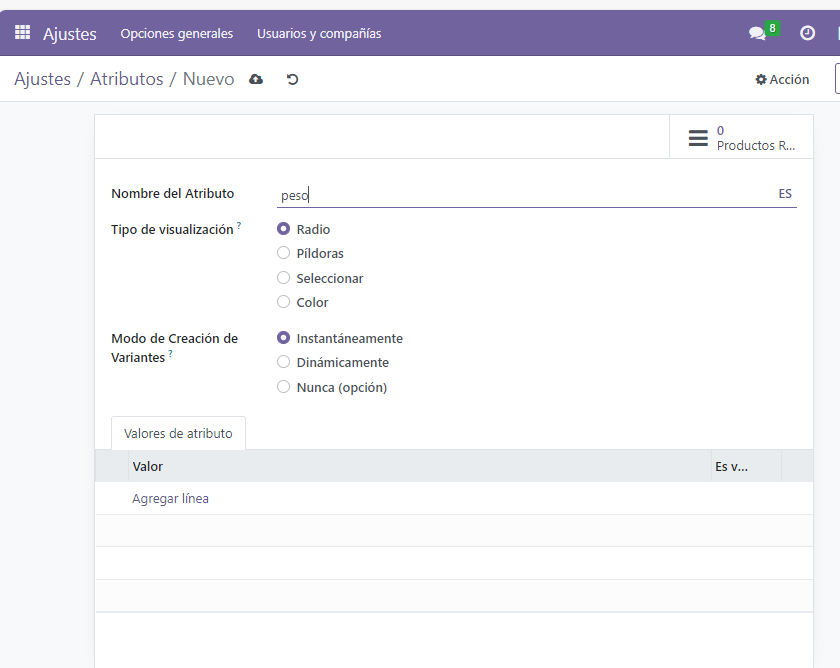 Ajustes Opciones generales Usuarios y compañías 8
Ajustes / Atributos / Nuevo Acción
0
Productos R...
Nombre del Atributo peso ES
Tipo de visualización ? Radio
Píldoras
Seleccionar
Color
Modo de Creación de Instantáneamente
Variantes ? Dinámicamente
Nunca (opción)
Valores de atributo
Valor Es v...
Agregar línea